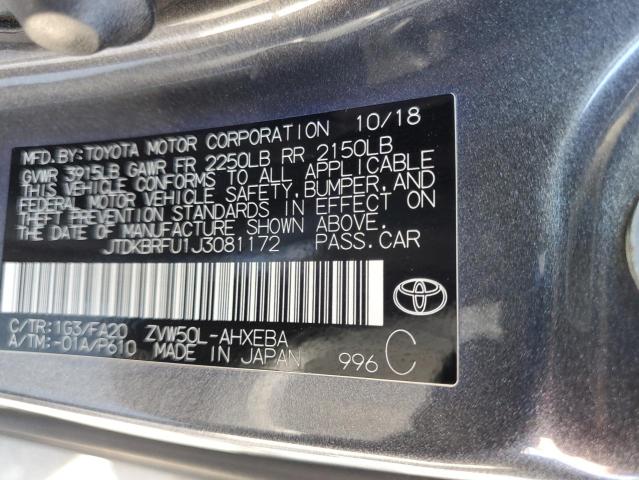 MFD.BY:TOYOTA MOTOR CORPORATION 10/18
GVWR 3915LB GAWR FR 2250LB RR 2150LB
THIS VEHICLE CONFORMS TO ALL APPLICABLE
FEDERAL MOTOR VEHICLE SAFETY,BUMPER,AND
THEFT PREVENTION STANDARDS IN EFFECT ON
THE DATE OF MANUFACTURE SHOWN ABOVE.
JTDKBRFU1J3081172 PASS.CAR
C/TR:1G3/FA20 ZVW50L-AHXEBA
A/TM:-01A/P610 MADE IN JAPAN 996 C